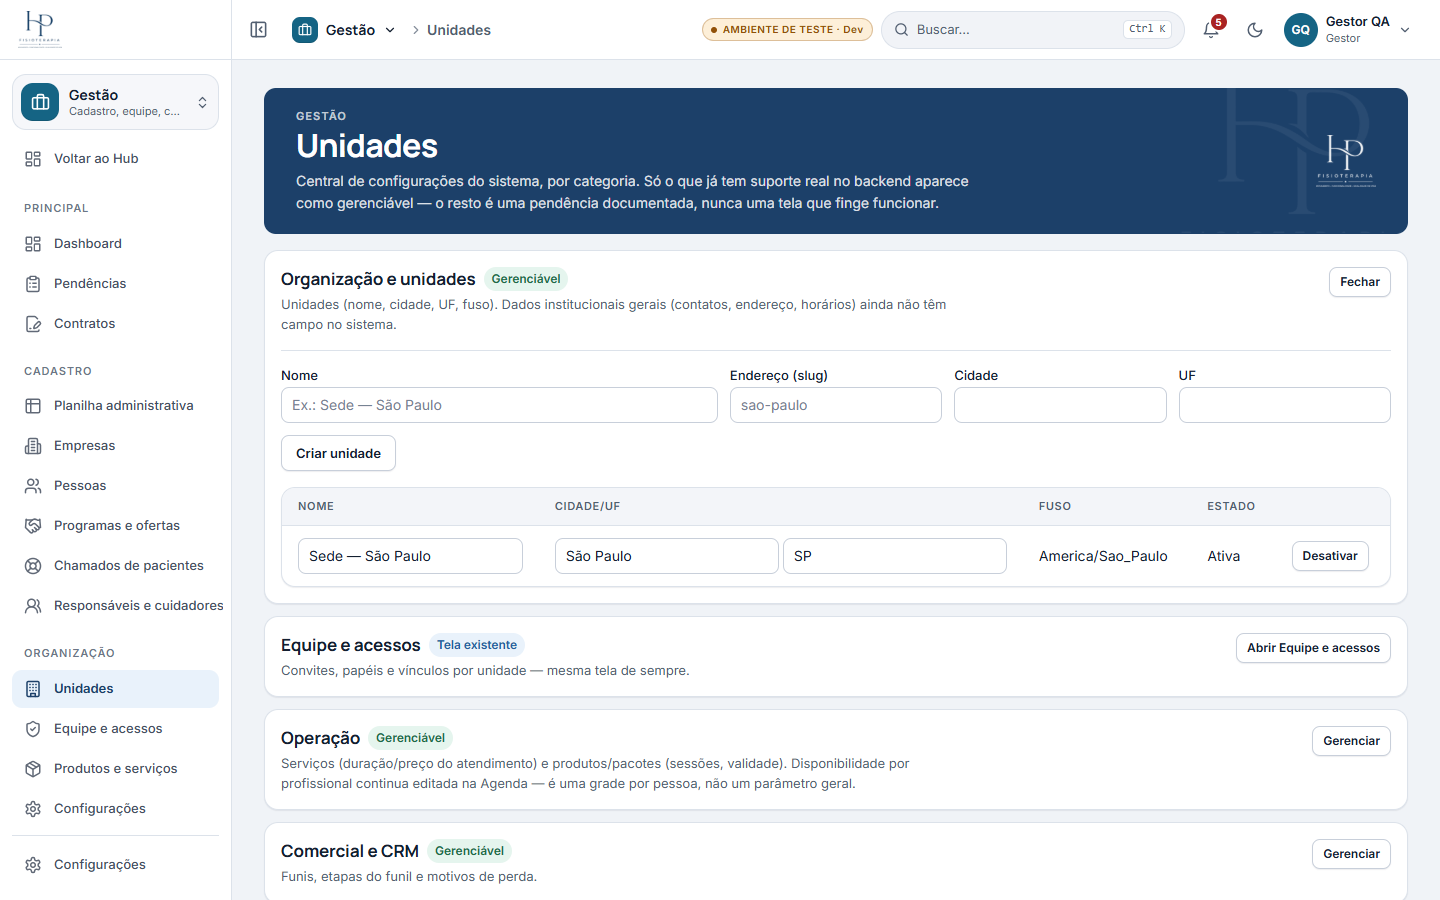 HP
FISIOTERAPIA
Gestão
Unidades
AMBIENTE DE TESTE · Dev
Buscar...
Ctrl K
5
GQ
Gestor QA
Gestor
Gestão
Cadastro, equipe, c...
Voltar ao Hub
PRINCIPAL
Dashboard
Pendências
Contratos
CADASTRO
Planilha administrativa
Empresas
Pessoas
Programas e ofertas
Chamados de pacientes
Responsáveis e cuidadores
ORGANIZAÇÃO
Unidades
Equipe e acessos
Produtos e serviços
Configurações
Configurações
GESTÃO
Unidades
Central de configurações do sistema, por categoria. Só o que já tem suporte real no backend aparece
como gerenciável — o resto é uma pendência documentada, nunca uma tela que finge funcionar.
HP
FISIOTERAPIA
Organização e unidades
Gerenciável
Fechar
Unidades (nome, cidade, UF, fuso). Dados institucionais gerais (contatos, endereço, horários) ainda não têm
campo no sistema.
Nome
Endereço (slug)
Cidade
UF
Ex.: Sede — São Paulo
sao-paulo
Criar unidade
NOME
CIDADE/UF
FUSO
ESTADO
Sede — São Paulo
São Paulo
SP
America/Sao_Paulo
Ativa
Desativar
Equipe e acessos
Tela existente
Abrir Equipe e acessos
Convites, papéis e vínculos por unidade — mesma tela de sempre.
Operação
Gerenciável
Gerenciar
Serviços (duração/preço do atendimento) e produtos/pacotes (sessões, validade). Disponibilidade por
profissional continua editada na Agenda — é uma grade por pessoa, não um parâmetro geral.
Comercial e CRM
Gerenciável
Gerenciar
Funis, etapas do funil e motivos de perda.